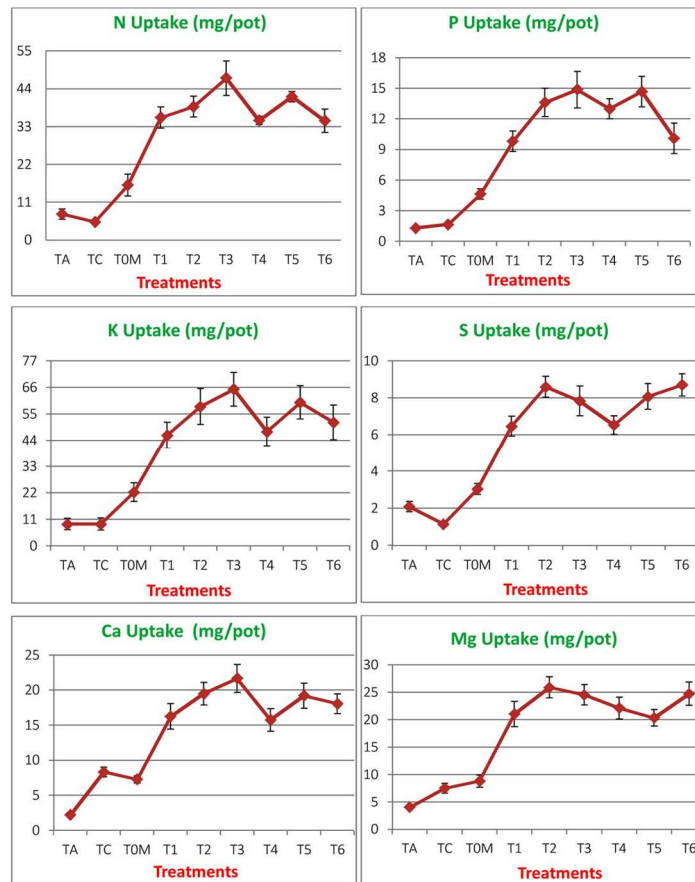 N Uptake (mg/pot)
55
44
33
22
11
0
TA TC T0M T1 T2 T3 T4 T5 T6
Treatments
P Uptake (mg/pot)
18
15
12
9
6
3
0
TA TC T0M T1 T2 T3 T4 T5 T6
Treatments
K Uptake (mg/pot)
77
66
55
44
33
22
11
0
TA TC T0M T1 T2 T3 T4 T5 T6
Treatments
S Uptake (mg/pot)
10
8
6
4
2
0
TA TC T0M T1 T2 T3 T4 T5 T6
Treatments
Ca Uptake (mg/pot)
25
20
15
10
5
0
TA TC T0M T1 T2 T3 T4 T5 T6
Treatments
Mg Uptake (mg/pot)
30
25
20
15
10
5
0
TA TC T0M T1 T2 T3 T4 T5 T6
Treatments